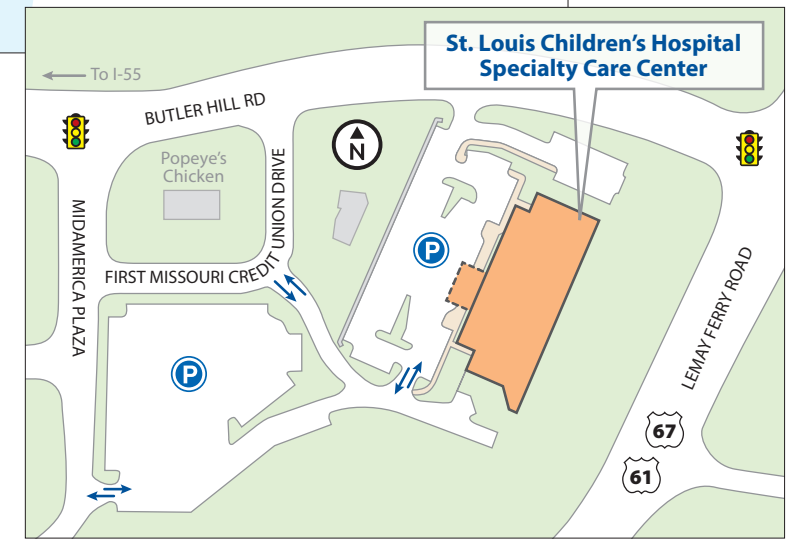 St. Louis Children's Hospital
Specialty Care Center
To I-55
BUTLER HILL RD
N
Popeye's
Chicken
FIRST MISSOURI CREDIT UNION DRIVE
MIDAMERICA PLAZA
P
P
LEMAY FERRY ROAD
67
61